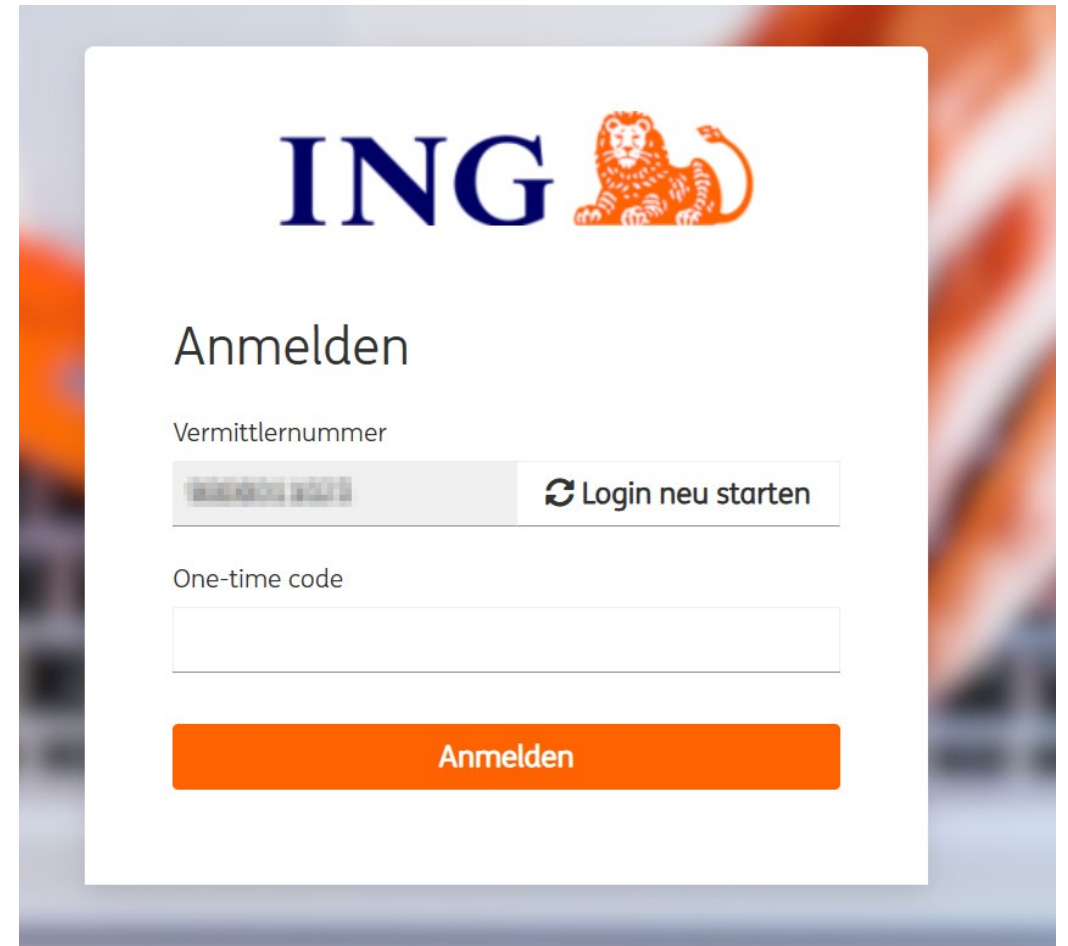 ING
Anmelden
Vermittlernummer
Login neu starten
One-time code
Anmelden